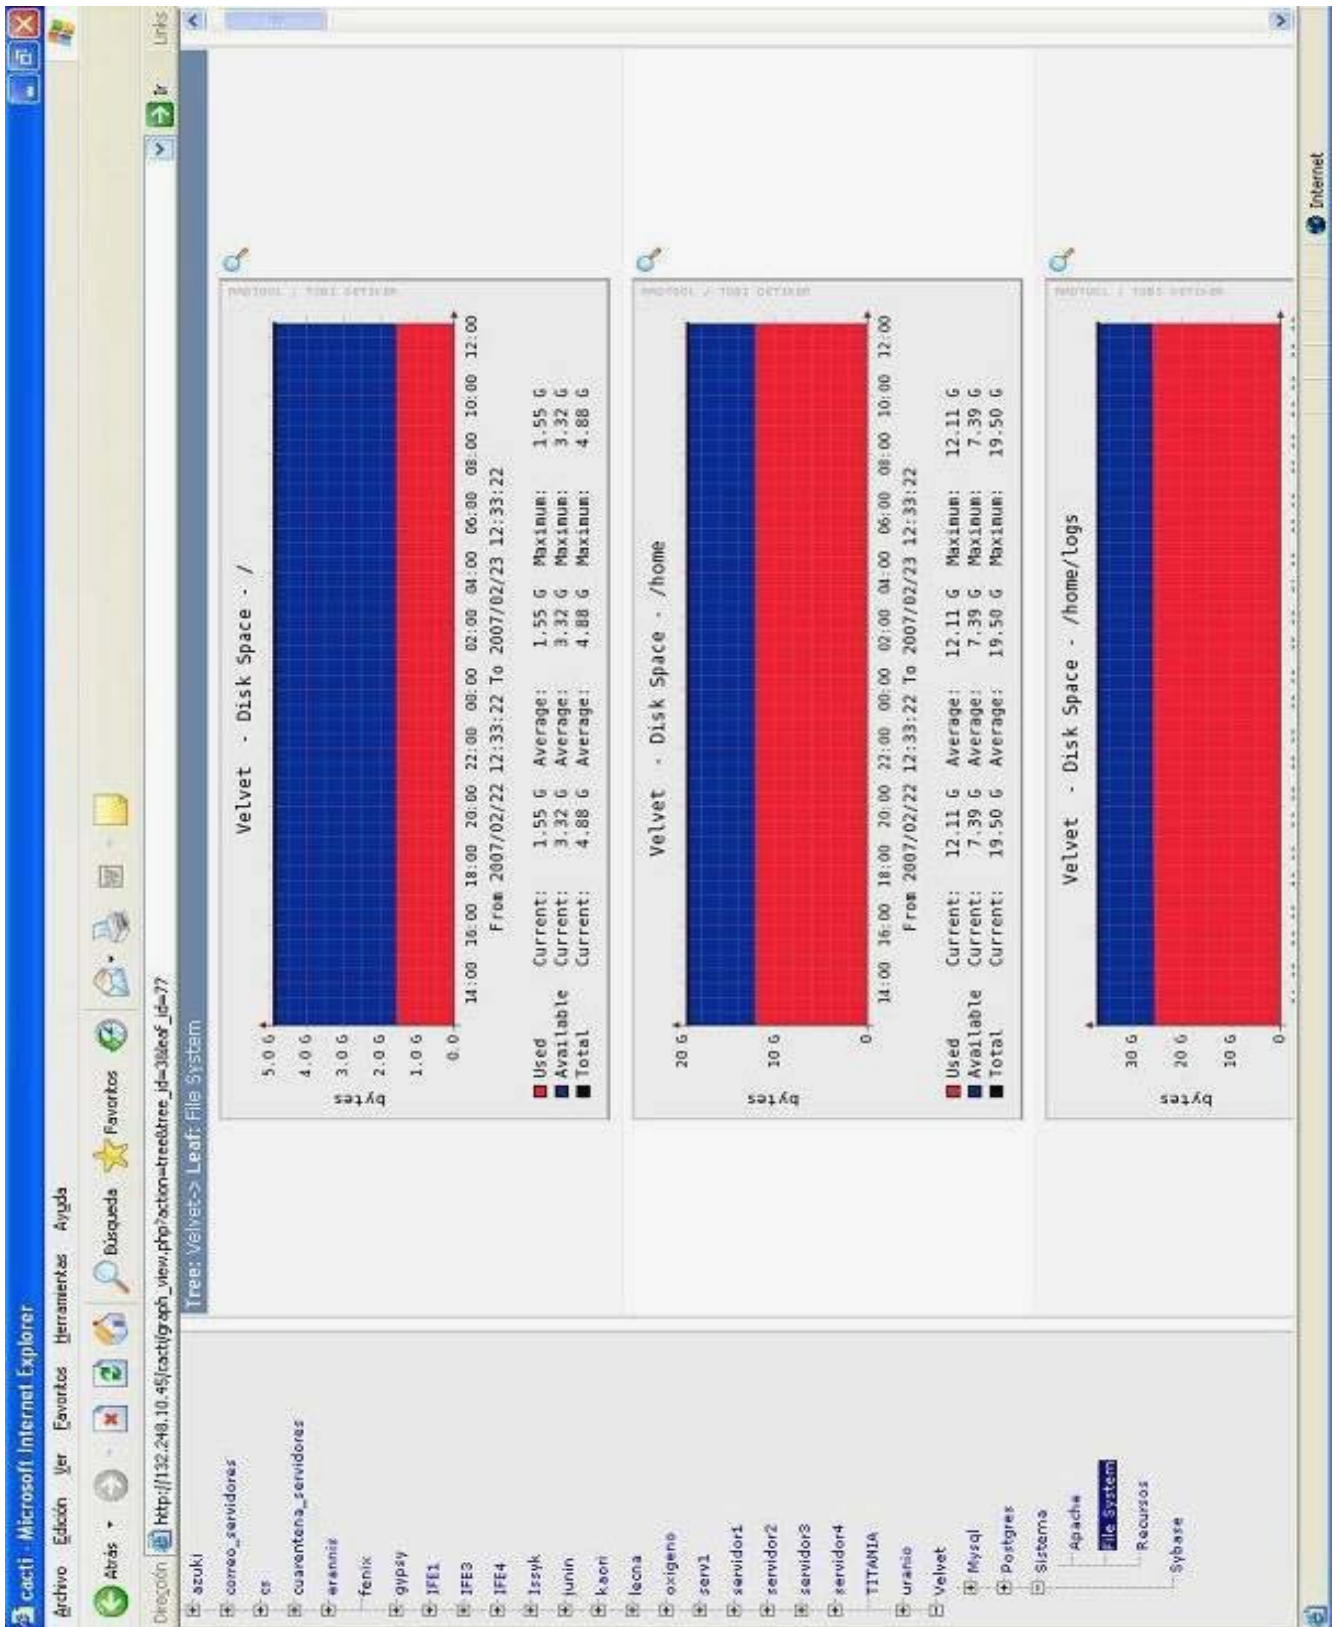 cacti - Microsoft Internet Explorer
Archivo Edición Ver Favoritos Herramientas Ayuda
Atrás Búsqueda Favoritos
Dirección http://132.248.10.45/cacti/graph_view.php?action=tree&tree_id=3&leaf_id=77 Ir Links
azuki
correo_servidores
cs
cuarentena_servidores
erannis
fenix
gypsy
IFE1
IFE3
IFE4
Issyk
junin
kaori
leona
oxigeno
serv1
servidor1
servidor2
servidor3
servidor4
TITANIA
uranio
Velvet
Mysql
Postgres
Sistema
Apache
File System
Recursos
Sybase
Tree: Velvet-> Leaf: File System
Velvet - Disk Space - /
RRDTOOL / TOBI OETIKER
bytes
5.0 G
4.0 G
3.0 G
2.0 G
1.0 G
0.0
14:00 16:00 18:00 20:00 22:00 00:00 02:00 04:00 06:00 08:00 10:00 12:00
From 2007/02/22 12:33:22 To 2007/02/23 12:33:22
Used Current: 1.55 G Average: 1.55 G Maximum: 1.55 G
Available Current: 3.32 G Average: 3.32 G Maximum: 3.32 G
Total Current: 4.88 G Average: 4.88 G Maximum: 4.88 G
Velvet - Disk Space - /home
RRDTOOL / TOBI OETIKER
bytes
20 G
10 G
0
14:00 16:00 18:00 20:00 22:00 00:00 02:00 04:00 06:00 08:00 10:00 12:00
From 2007/02/22 12:33:22 To 2007/02/23 12:33:22
Used Current: 12.11 G Average: 12.11 G Maximum: 12.11 G
Available Current: 7.39 G Average: 7.39 G Maximum: 7.39 G
Total Current: 19.50 G Average: 19.50 G Maximum: 19.50 G
Velvet - Disk Space - /home/logs
RRDTOOL / TOBI OETIKER
bytes
30 G
20 G
10 G
0
Internet